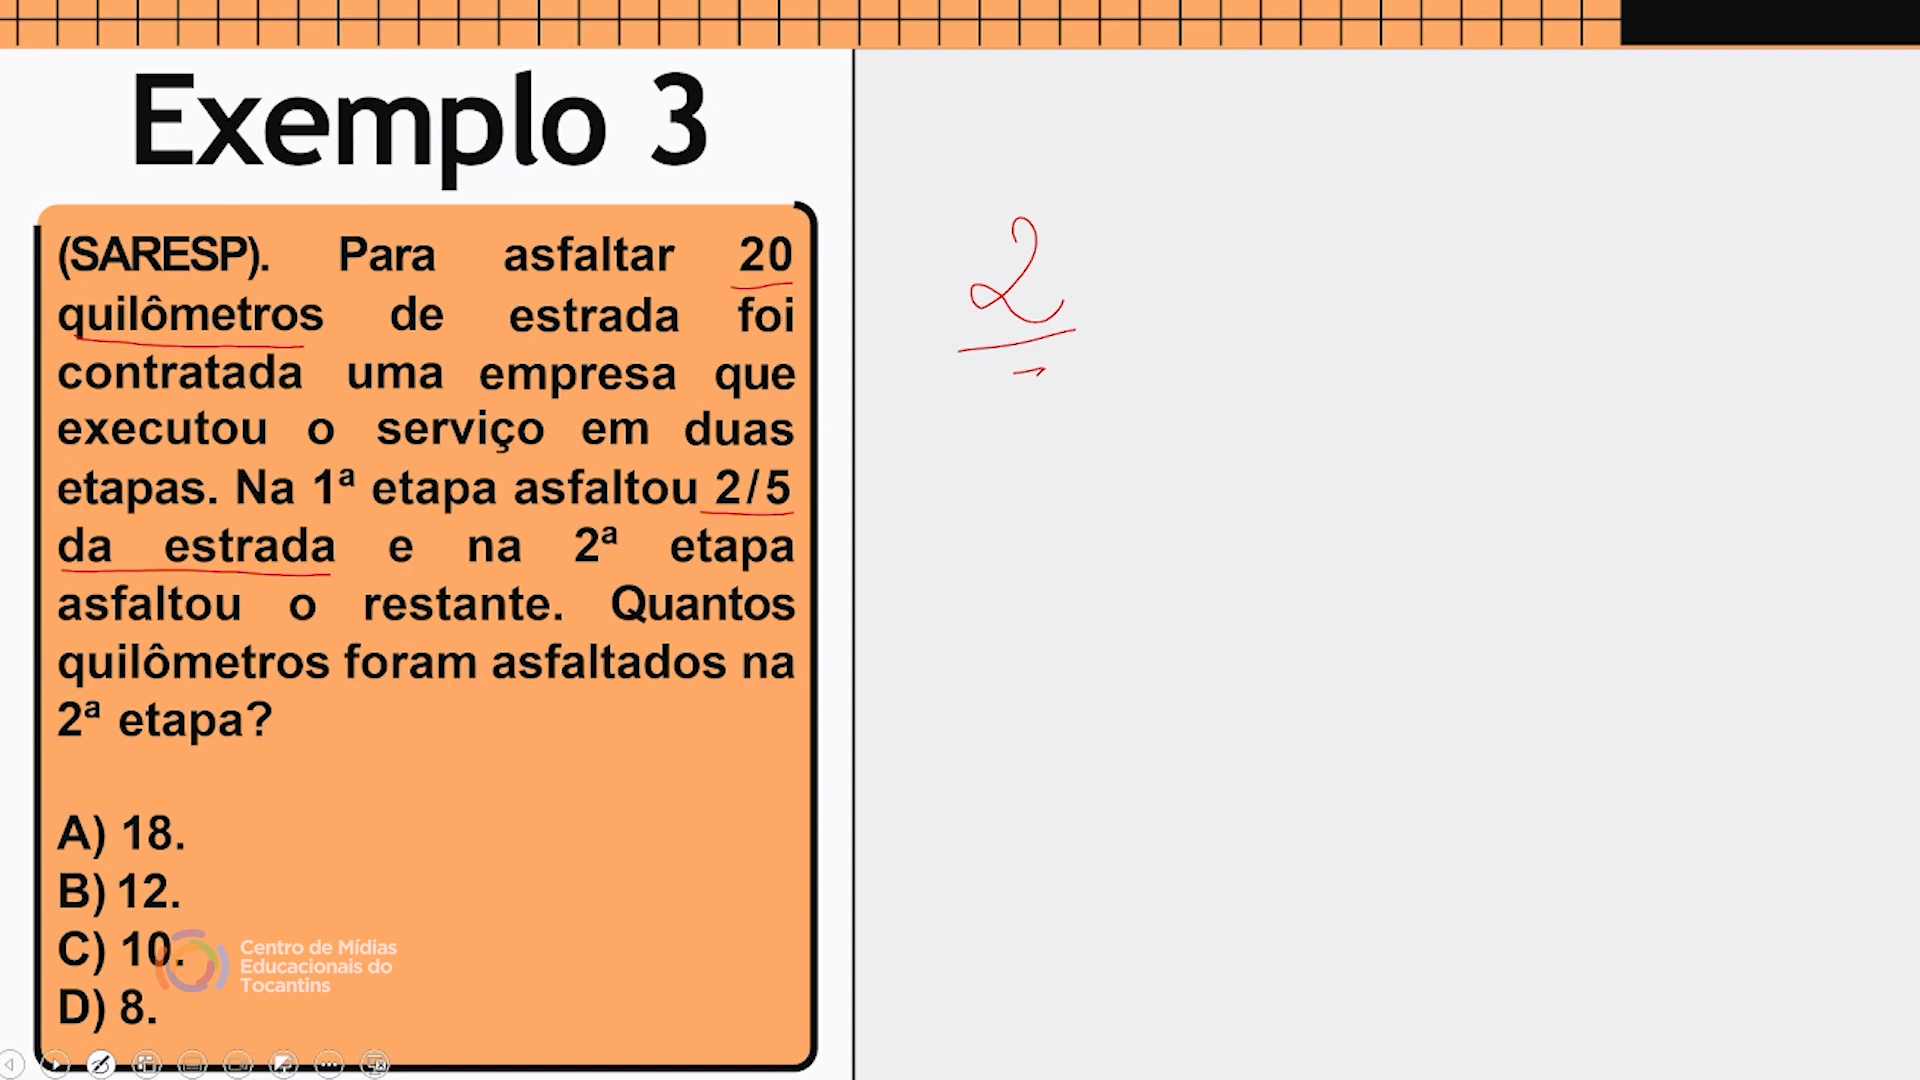 Exemplo 3
(SARESP). Para asfaltar 20
quilômetros de estrada foi
contratada uma empresa que
executou o serviço em duas
etapas. Na 1ª etapa asfaltou 2/5
da estrada e na 2ª etapa
asfaltou o restante. Quantos
quilômetros foram asfaltados na
2ª etapa?
A) 18.
B) 12.
C) 10.
D) 8.
Centro de Mídias
Educacionais do
Tocantins
2